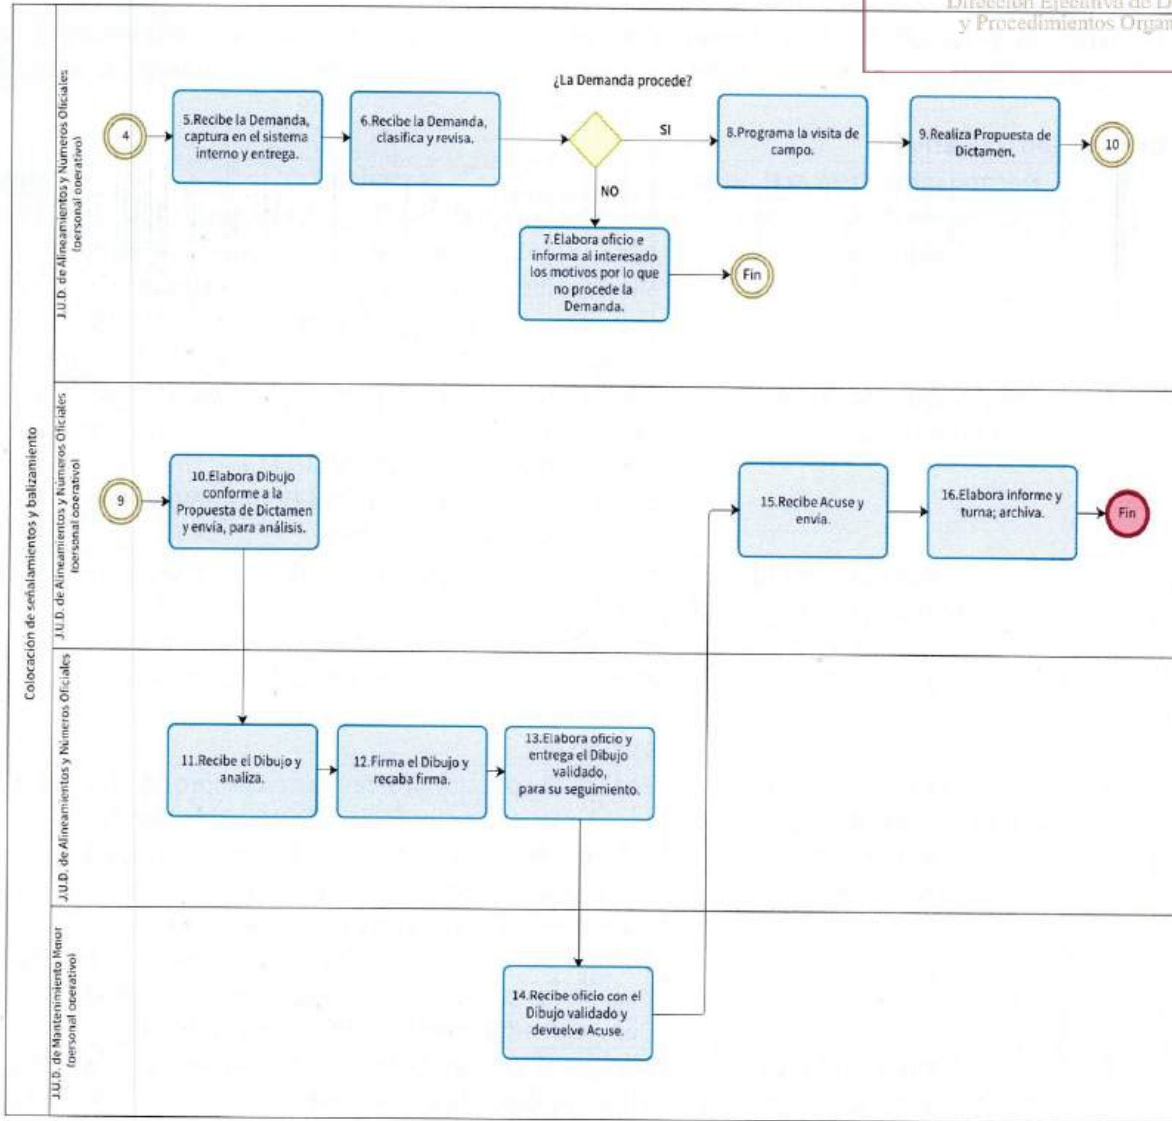 Dirección Ejecutiva de D
y Procedimientos Organ
Colocación de señalamientos y balizamiento
J.U.D. de Alineamientos y Números Oficiales
(personal operativo)
4
5.Recibe la Demanda,
captura en el sistema
interno y entrega.
6.Recibe la Demanda,
clasifica y revisa.
¿La Demanda procede?
SI
NO
8.Programa la visita de
campo.
9.Realiza Propuesta de
Dictamen.
10
7.Elabora oficio e
informa al interesado
los motivos por lo que
no procede la
Demanda.
Fin
J.U.D. de Alineamientos y Números Oficiales
(personal operativo)
9
10.Elabora Dibujo
conforme a la
Propuesta de Dictamen
y envía, para análisis.
15.Recibe Acuse y
envía.
16.Elabora informe y
turna; archiva.
Fin
J.U.D. de Alineamientos y Números Oficiales
11.Recibe el Dibujo y
analiza.
12.Firma el Dibujo y
recaba firma.
13.Elabora oficio y
entrega el Dibujo
validado,
para su seguimiento.
J.U.D. de Mantenimiento Menor
(personal operativo)
14.Recibe oficio con el
Dibujo validado y
devuelve Acuse.